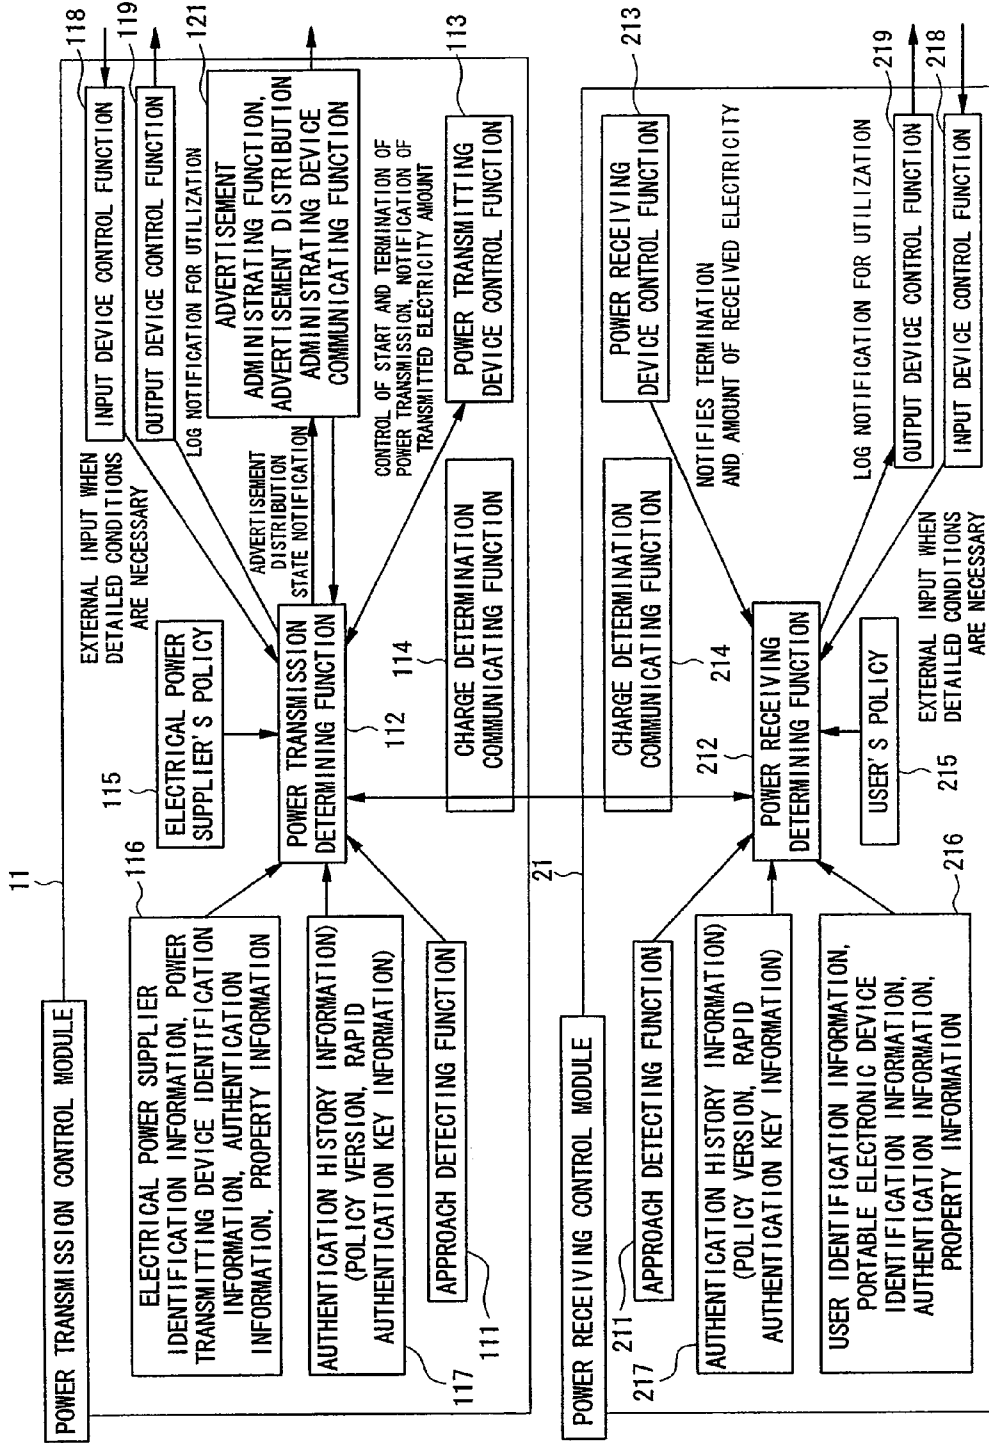 POWER TRANSMISSION CONTROL MODULE
11
116
ELECTRICAL POWER SUPPLIER
IDENTIFICATION INFORMATION, POWER
TRANSMITTING DEVICE IDENTIFICATION
INFORMATION, AUTHENTICATION
INFORMATION, PROPERTY INFORMATION
AUTHENTICATION HISTORY INFORMATION)
(POLICY VERSION, RAPID
AUTHENTICATION KEY INFORMATION)
117
APPROACH DETECTING FUNCTION
111
115
ELECTRICAL POWER
SUPPLIER'S POLICY
POWER TRANSMISSION
DETERMINING FUNCTION
112
EXTERNAL INPUT WHEN
DETAILED CONDITIONS
ARE NECESSARY
INPUT DEVICE CONTROL FUNCTION
118
OUTPUT DEVICE CONTROL FUNCTION
119
LOG NOTIFICATION FOR UTILIZATION
121
ADVERTISEMENT
ADMINISTRATING FUNCTION,
ADVERTISEMENT DISTRIBUTION
ADMINISTRATING DEVICE
COMMUNICATING FUNCTION
ADVERTISEMENT
DISTRIBUTION
STATE NOTIFICATION
CONTROL OF START AND TERMINATION OF
POWER TRANSMISSION, NOTIFICATION OF
TRANSMITTED ELECTRICITY AMOUNT
113
POWER TRANSMITTING
DEVICE CONTROL FUNCTION
114
CHARGE DETERMINATION
COMMUNICATING FUNCTION
POWER RECEIVING CONTROL MODULE
21
211
APPROACH DETECTING FUNCTION
217
AUTHENTICATION HISTORY INFORMATION)
(POLICY VERSION, RAPID
AUTHENTICATION KEY INFORMATION)
USER IDENTIFICATION INFORMATION,
PORTABLE ELECTRONIC DEVICE
IDENTIFICATION INFORMATION,
AUTHENTICATION INFORMATION,
PROPERTY INFORMATION
216
CHARGE DETERMINATION
COMMUNICATING FUNCTION
214
212
POWER RECEIVING
DETERMINING FUNCTION
USER'S POLICY
215
213
POWER RECEIVING
DEVICE CONTROL FUNCTION
NOTIFIES TERMINATION
AND AMOUNT OF RECEIVED ELECTRICITY
LOG NOTIFICATION FOR UTILIZATION
OUTPUT DEVICE CONTROL FUNCTION
219
INPUT DEVICE CONTROL FUNCTION
218
EXTERNAL INPUT WHEN
DETAILED CONDITIONS
ARE NECESSARY